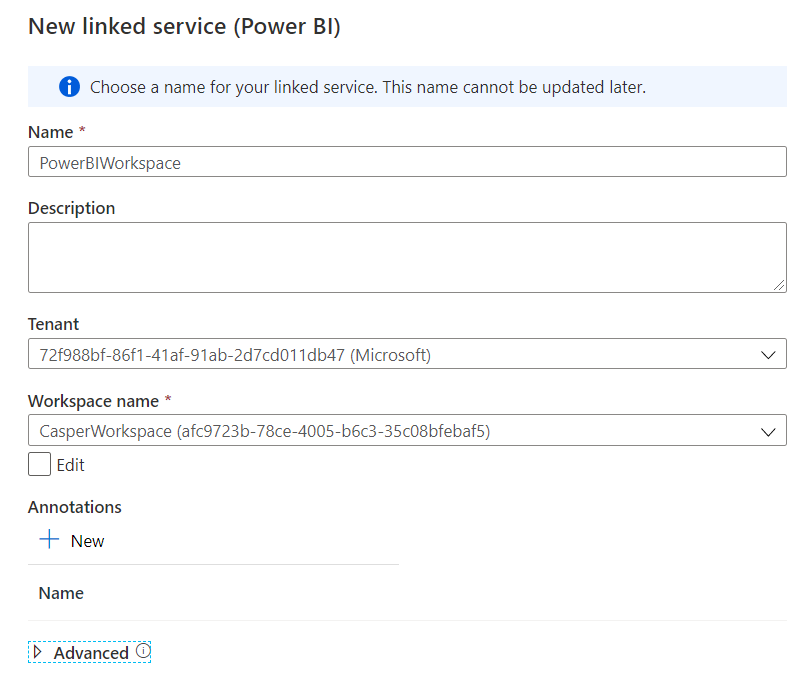 New linked service (Power BI)
Choose a name for your linked service. This name cannot be updated later.
Name *
PowerBIWorkspace
Description
Tenant
72f988bf-86f1-41af-91ab-2d7cd011db47 (Microsoft)
Workspace name *
CasperWorkspace (afc9723b-78ce-4005-b6c3-35c08bfebaf5)
Edit
Annotations
New
Name
Advanced